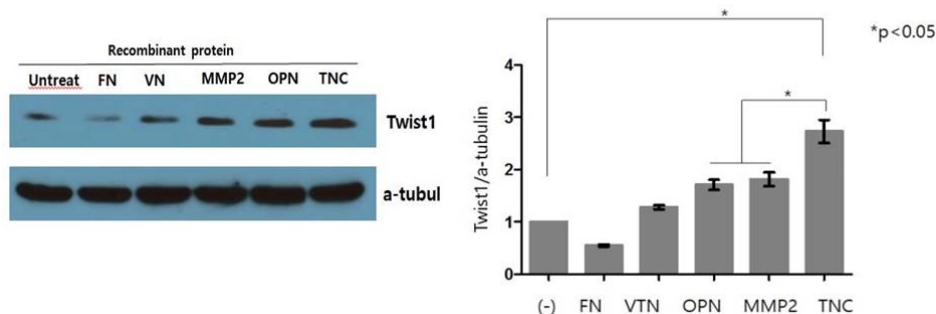 Recombinant protein
Untreat FN VN MMP2 OPN TNC
Twist1
a-tubul
*
*p<0.05
*
Twist1/a-tubulin
4
3
2
1
0
(-) FN VTN OPN MMP2 TNC